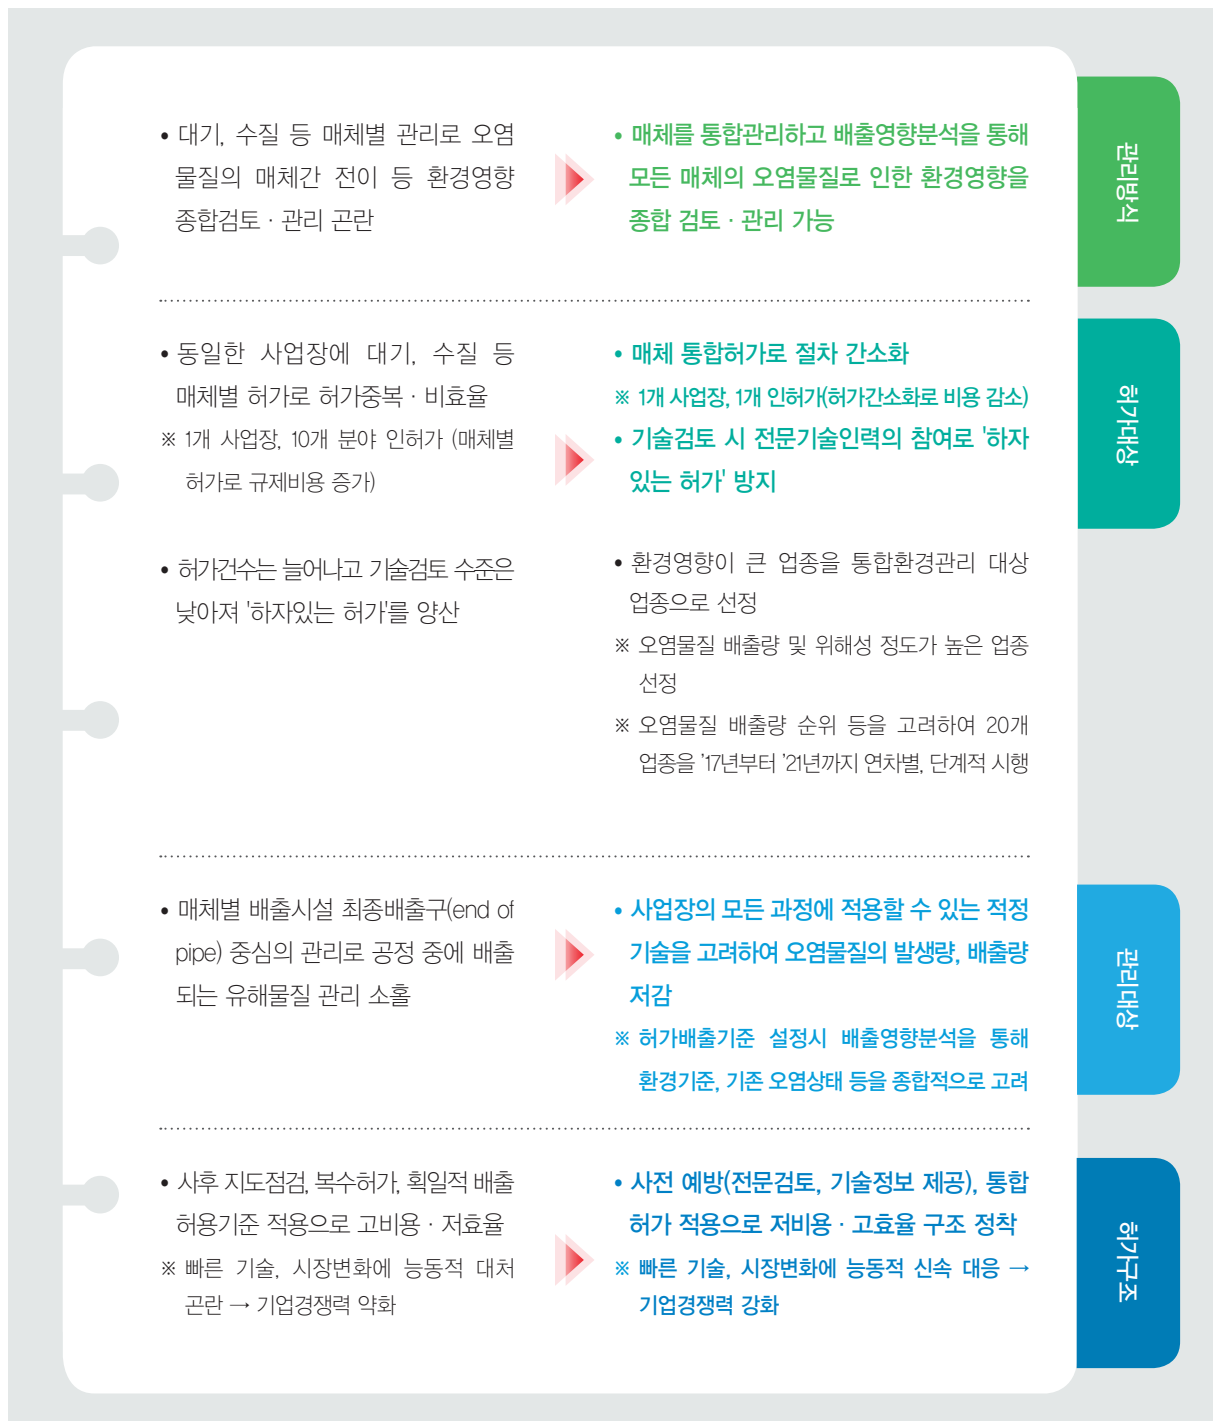 • 대기, 수질 등 매체별 관리로 오염
물질의 매체간 전이 등 환경영향
종합검토 · 관리 곤란
• 매체를 통합관리하고 배출영향분석을 통해
모든 매체의 오염물질로 인한 환경영향을
종합 검토 · 관리 가능
관리방식
• 동일한 사업장에 대기, 수질 등
매체별 허가로 허가중복 · 비효율
※ 1개 사업장, 10개 분야 인허가 (매체별
허가로 규제비용 증가)
• 허가건수는 늘어나고 기술검토 수준은
낮아져 '하자있는 허가'를 양산
• 매체 통합허가로 절차 간소화
※ 1개 사업장, 1개 인허가(허가간소화로 비용 감소)
• 기술검토 시 전문기술인력의 참여로 '하자
있는 허가' 방지
• 환경영향이 큰 업종을 통합환경관리 대상
업종으로 선정
※ 오염물질 배출량 및 위해성 정도가 높은 업종
선정
※ 오염물질 배출량 순위 등을 고려하여 20개
업종을 '17년부터 '21년까지 연차별, 단계적 시행
허가대상
• 매체별 배출시설 최종배출구(end of
pipe) 중심의 관리로 공정 중에 배출
되는 유해물질 관리 소홀
• 사업장의 모든 과정에 적용할 수 있는 적정
기술을 고려하여 오염물질의 발생량, 배출량
저감
※ 허가배출기준 설정시 배출영향분석을 통해
환경기준, 기존 오염상태 등을 종합적으로 고려
관리대상
• 사후 지도점검, 복수허가, 획일적 배출
허용기준 적용으로 고비용 · 저효율
※ 빠른 기술, 시장변화에 능동적 대처
곤란 → 기업경쟁력 약화
• 사전 예방(전문검토, 기술정보 제공), 통합
허가 적용으로 저비용 · 고효율 구조 정착
※ 빠른 기술, 시장변화에 능동적 신속 대응 →
기업경쟁력 강화
허가구조